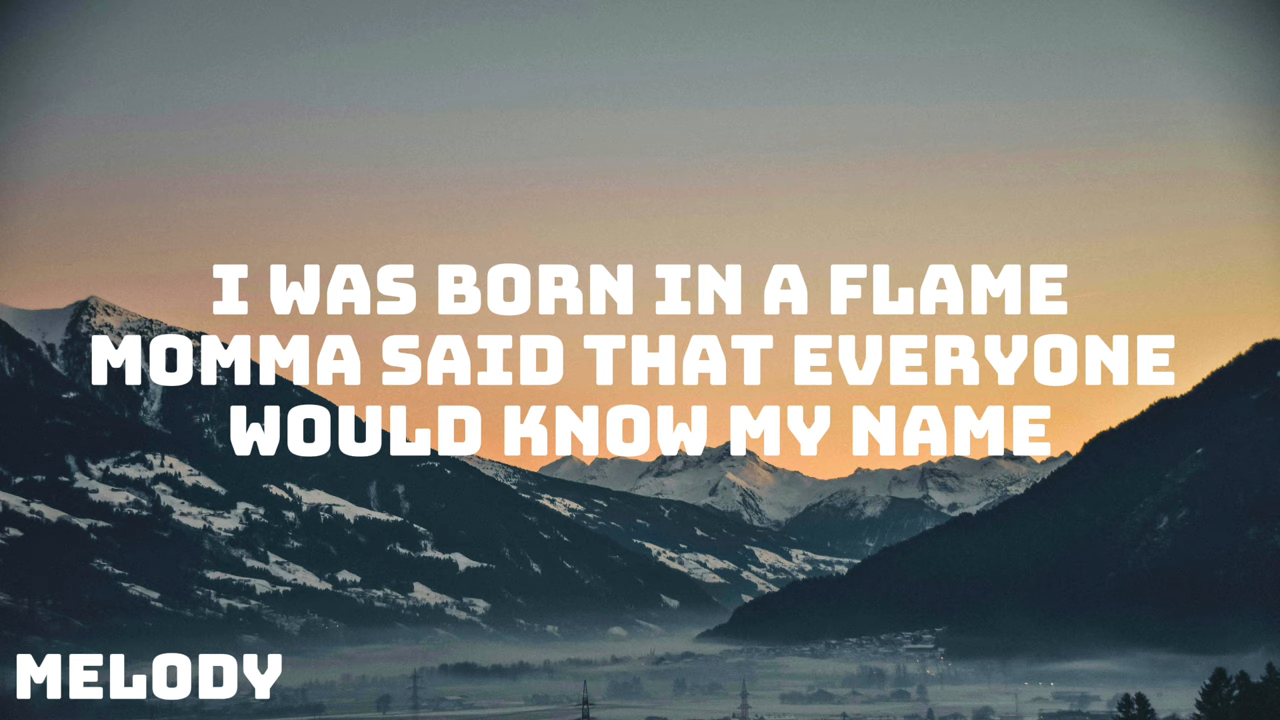 I WAS BORN IN A FLAME
MOMMA SAID THAT EVERYONE
WOULD KNOW MY NAME
MELODY